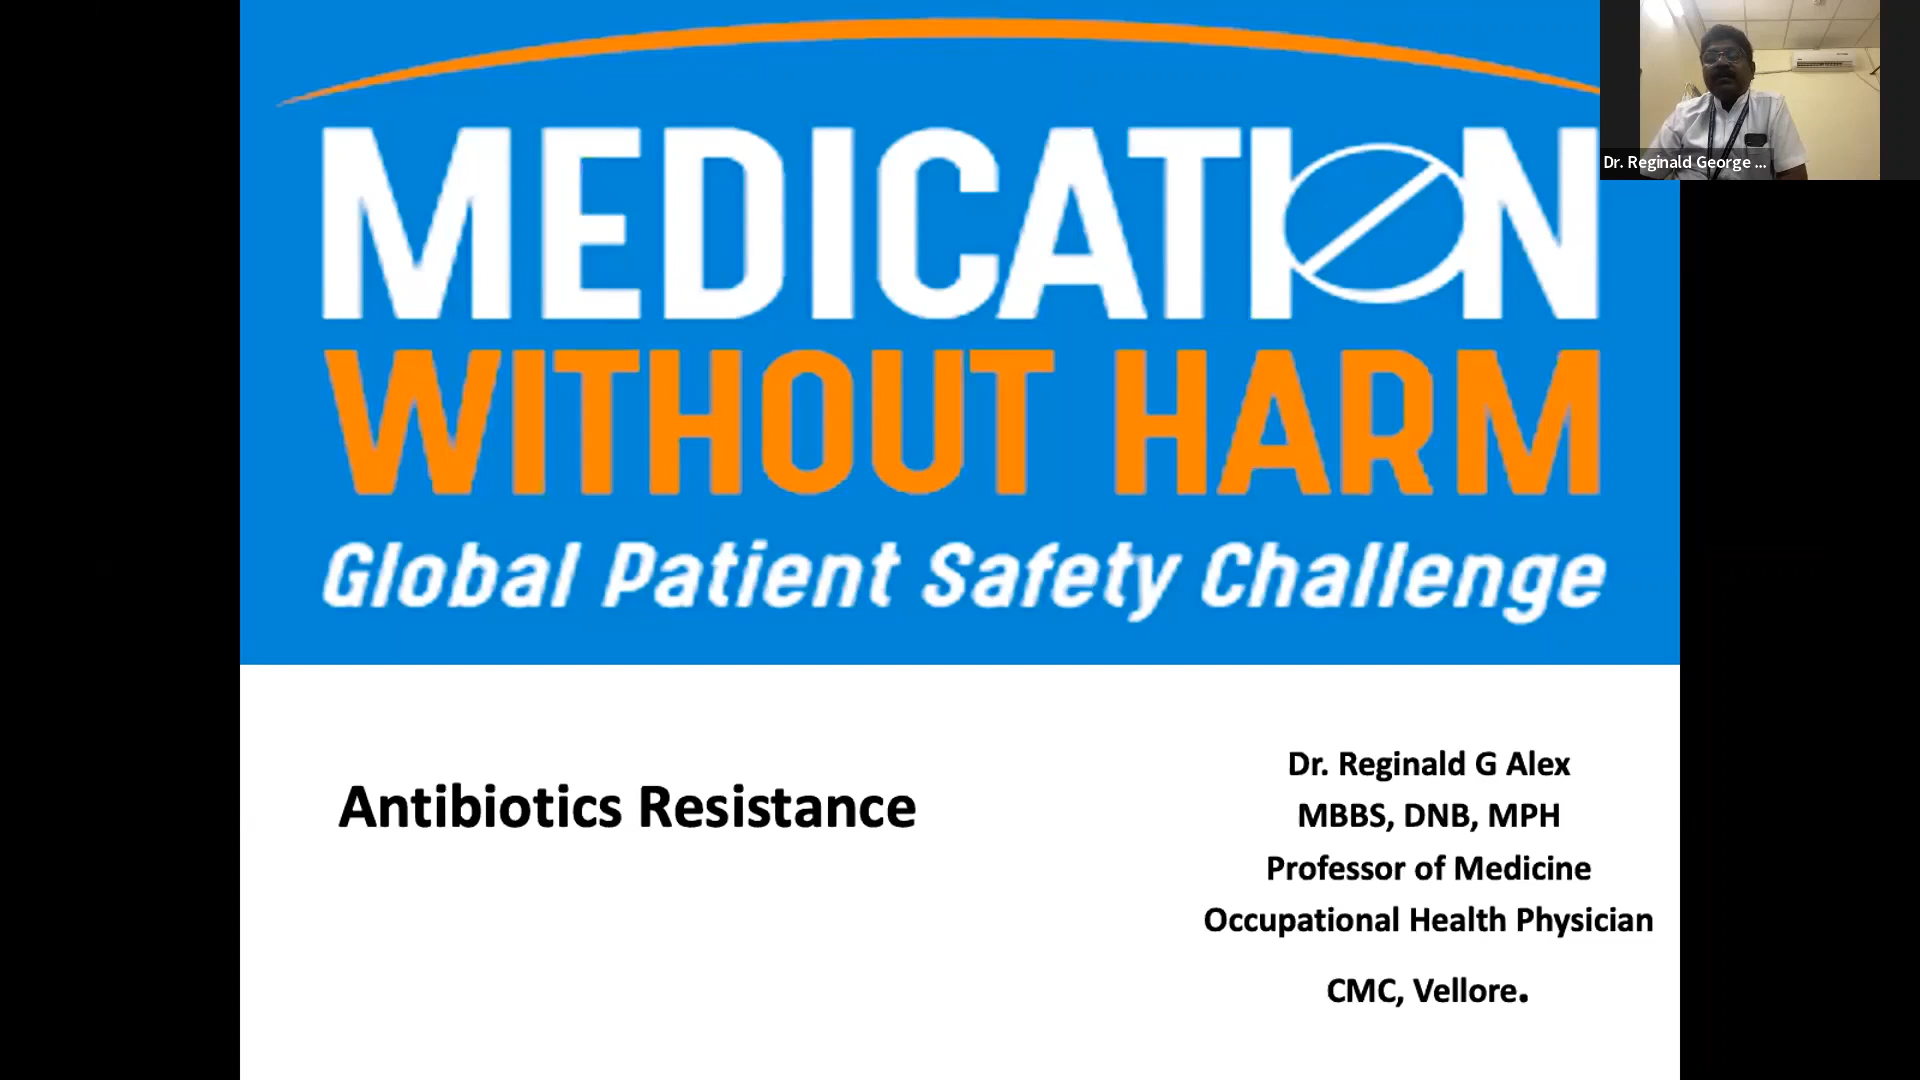 MEDICATION
WITHOUT HARM
Global Patient Safety Challenge
Dr. Reginald George ...
Antibiotics Resistance
Dr. Reginald G Alex
MBBS, DNB, MPH
Professor of Medicine
Occupational Health Physician
CMC, Vellore.